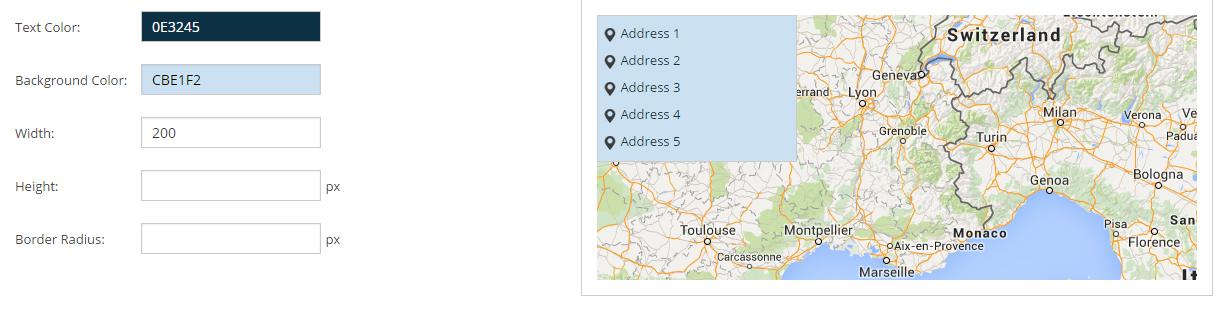 Text Color: 0E3245
Background Color: CBE1F2
Width: 200
Height: px
Border Radius: px
Address 1
Address 2
Address 3
Address 4
Address 5
Switzerland
Geneva
errand Lyon
Grenoble
Milan
Verona
Ve
Padua
Turin
Bologna
Genoa
Toulouse
Montpellier
Monaco
Pisa
San
Florence
Aix-en-Provence
Carcassonne
Marseille
It